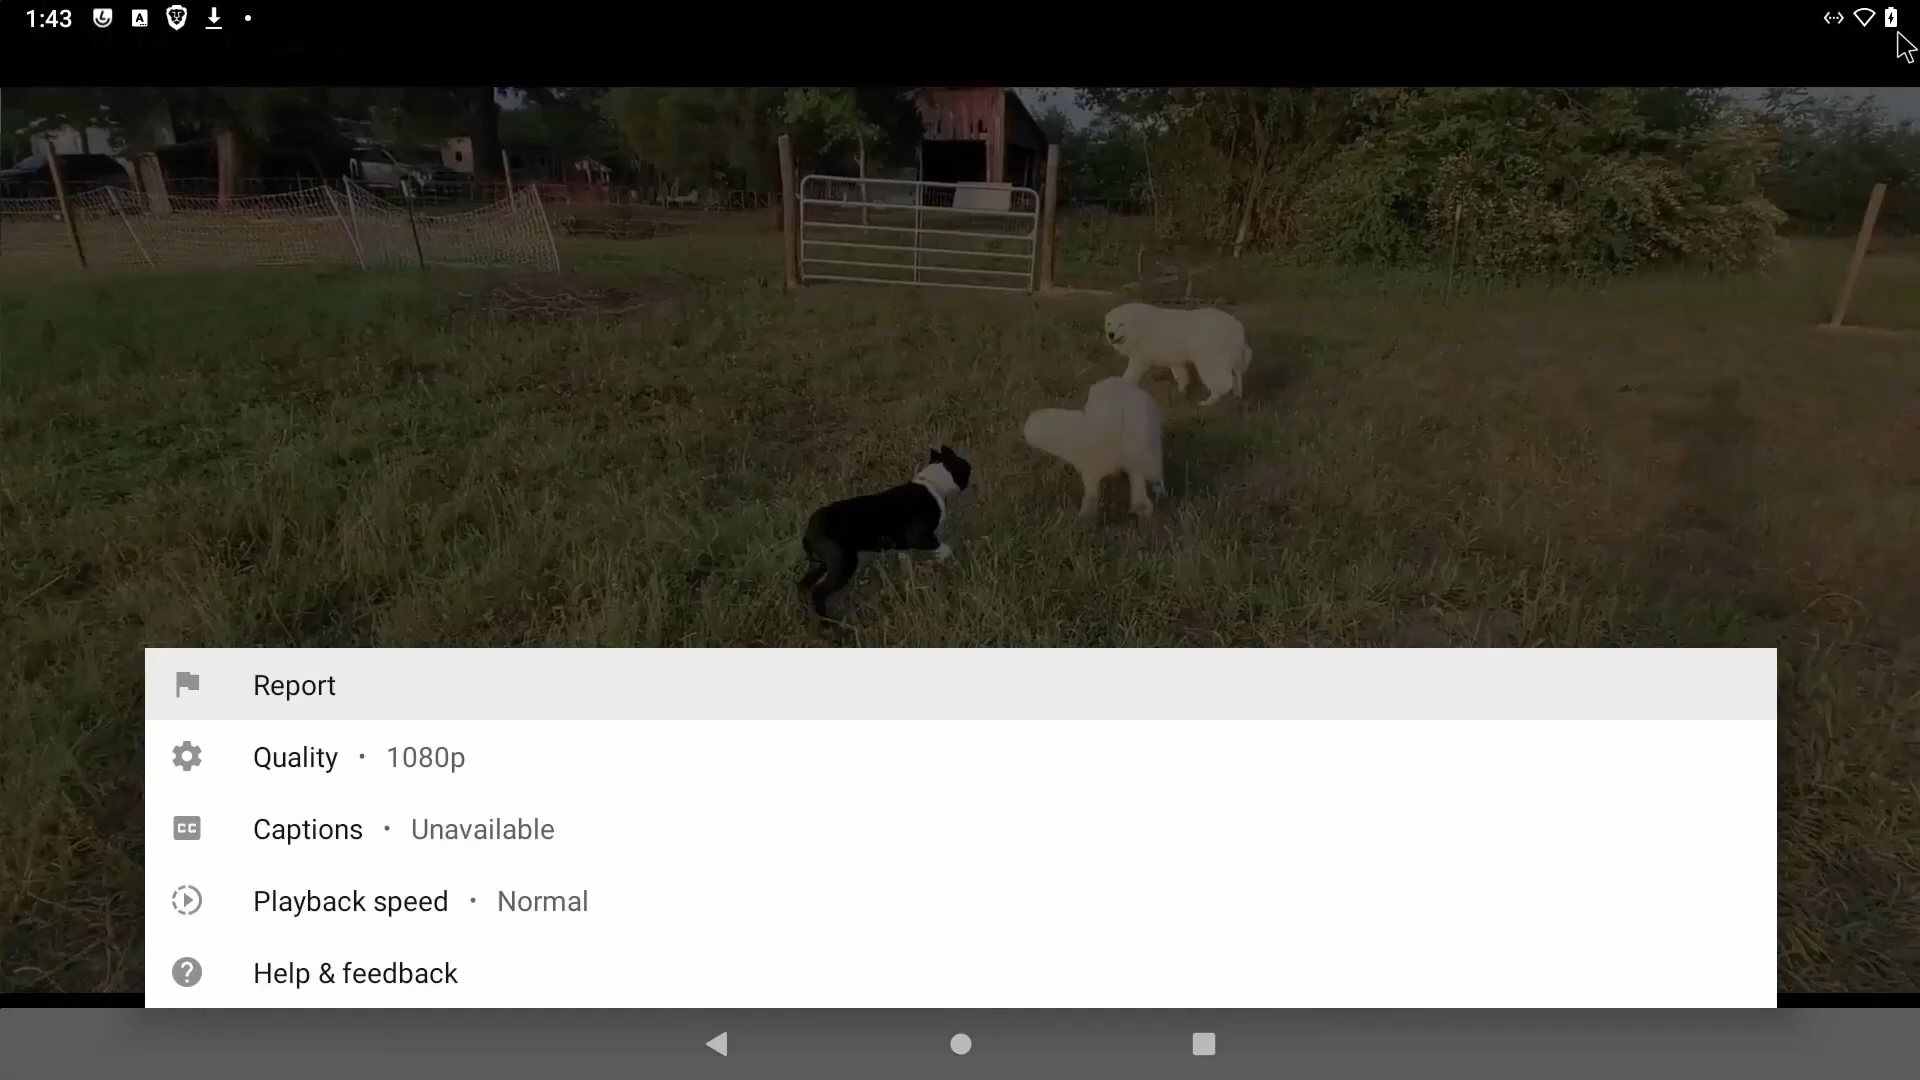 1:43
Report
Quality · 1080p
Captions · Unavailable
Playback speed · Normal
Help & feedback